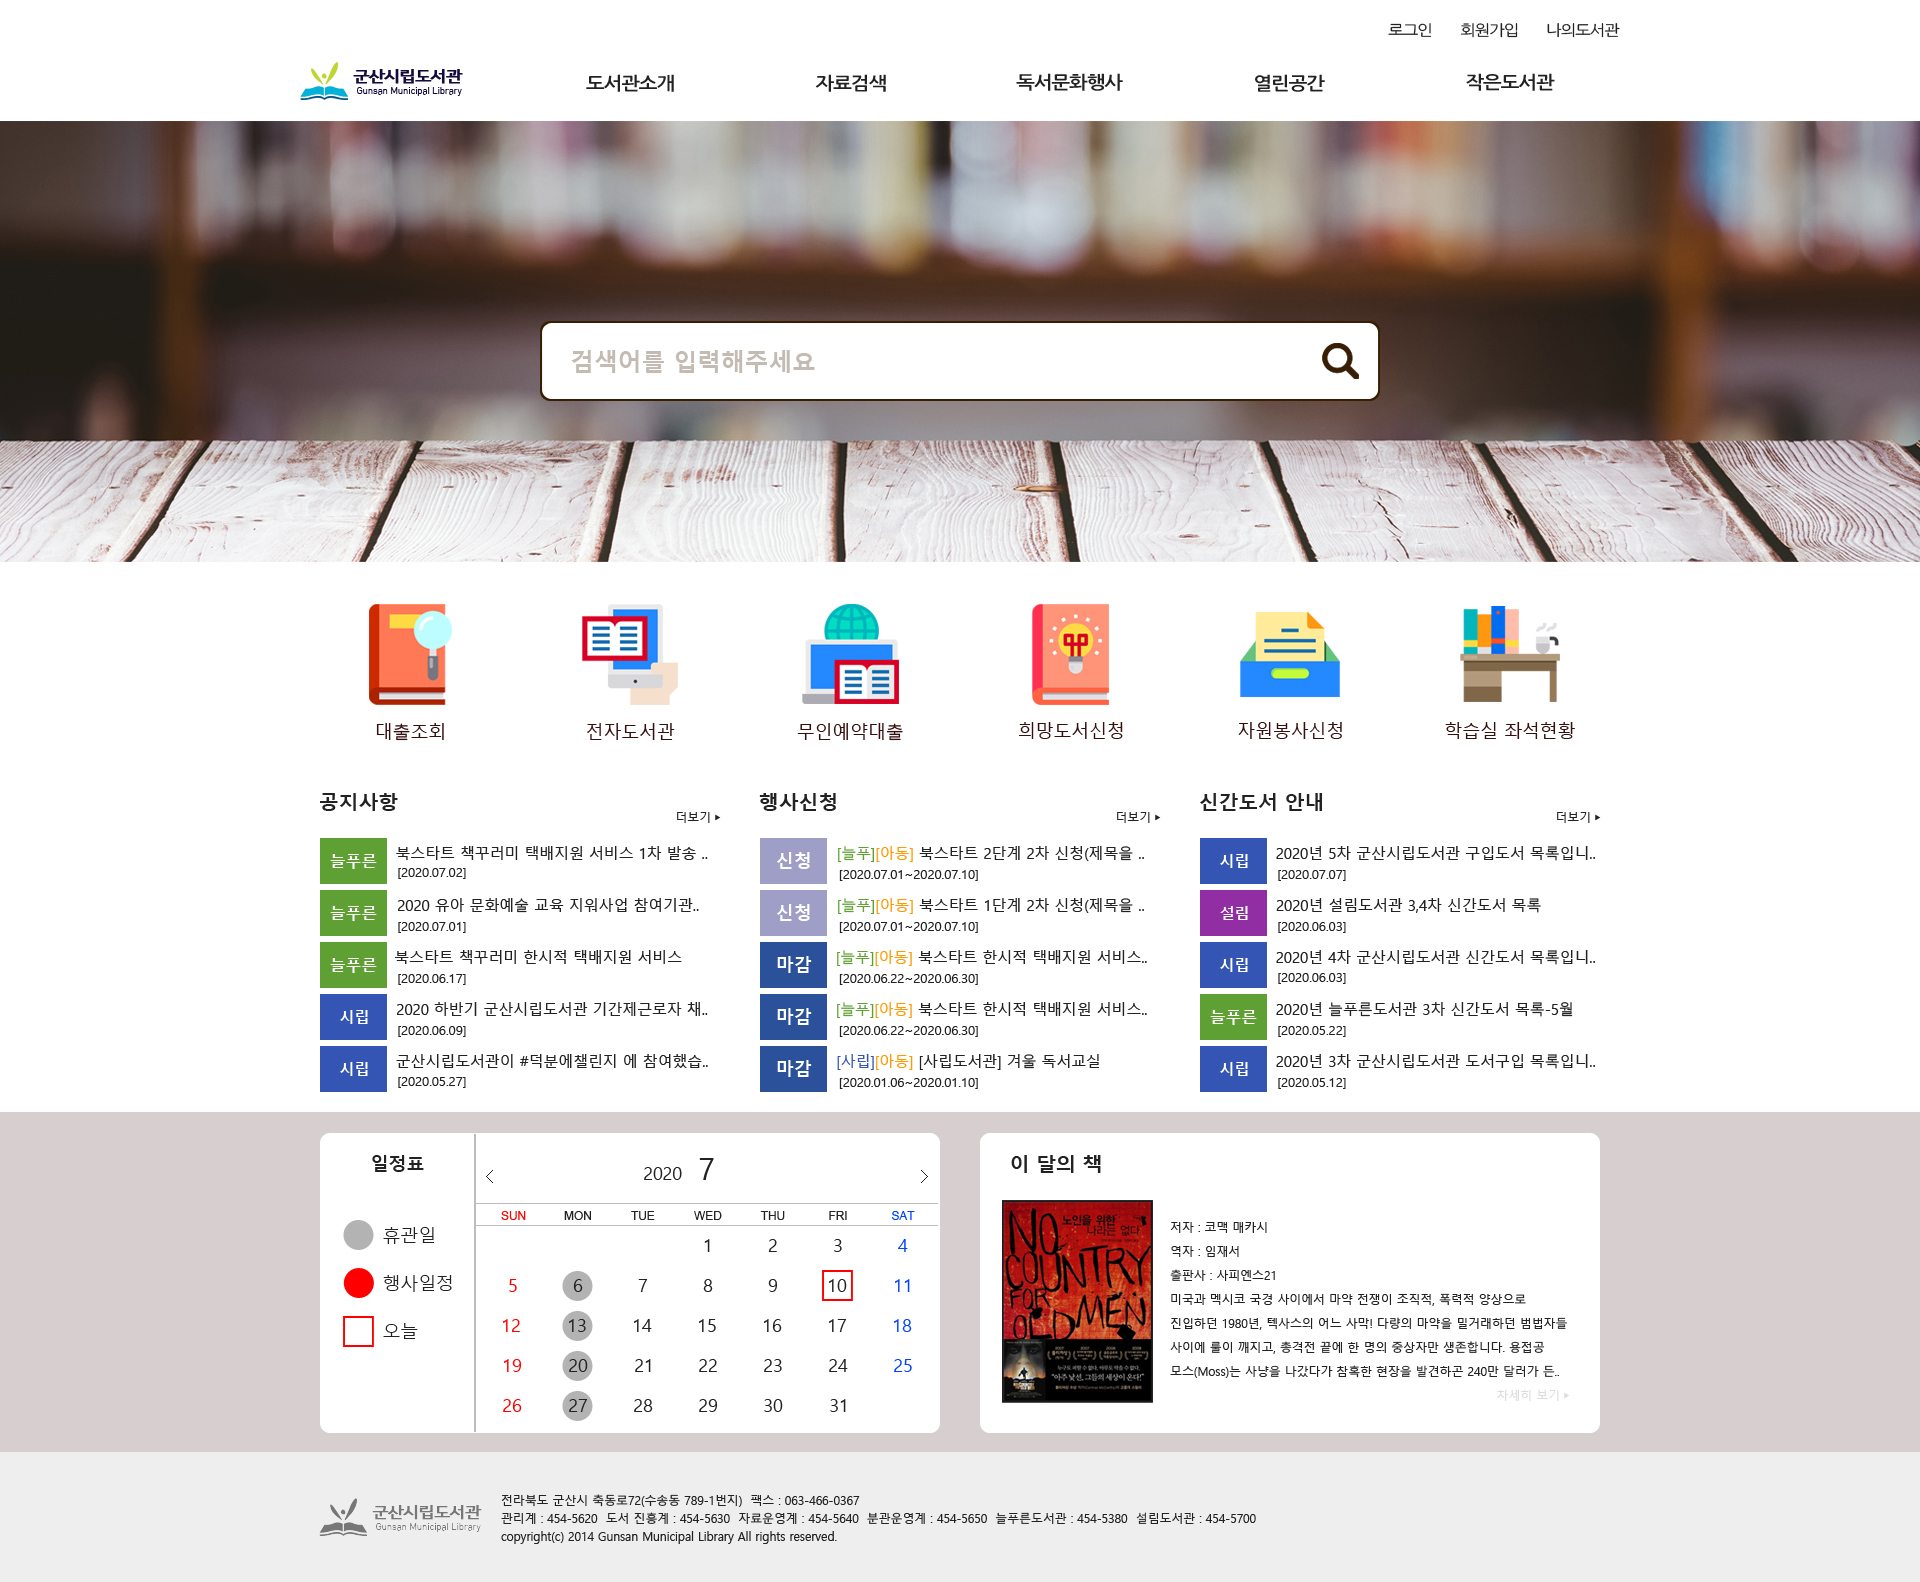 로그인 회원가입 나의도서관
군산시립도서관
Gunsan Municipal Library
도서관소개 자료검색 독서문화행사 열린공간 작은도서관
검색어를 입력해주세요
대출조회 전자도서관 무인예약대출 희망도서신청 자원봉사신청 학습실 좌석현황
공지사항
더보기
늘푸른 북스타트 책꾸러미 택배지원 서비스 1차 발송 ..
[2020.07.02]
늘푸른 2020 유아 문화예술 교육 지워사업 참여기관..
[2020.07.01]
늘푸른 북스타트 책꾸러미 한시적 택배지원 서비스
[2020.06.17]
시립 2020 하반기 군산시립도서관 기간제근로자 채..
[2020.06.09]
시립 군산시립도서관이 #덕분에챌린지 에 참여했습..
[2020.05.27]
행사신청
더보기
신청 [늘푸][아동] 북스타트 2단계 2차 신청(제목을 ..
[2020.07.01~2020.07.10]
신청 [늘푸][아동] 북스타트 1단계 2차 신청(제목을 ..
[2020.07.01~2020.07.10]
마감 [늘푸][아동] 북스타트 한시적 택배지원 서비스..
[2020.06.22~2020.06.30]
마감 [늘푸][아동] 북스타트 한시적 택배지원 서비스..
[2020.06.22~2020.06.30]
마감 [사립][아동] [사립도서관] 겨울 독서교실
[2020.01.06~2020.01.10]
신간도서 안내
더보기
시립 2020년 5차 군산시립도서관 구입도서 목록입니..
[2020.07.07]
설림 2020년 설림도서관 3,4차 신간도서 목록
[2020.06.03]
시립 2020년 4차 군산시립도서관 신간도서 목록입니..
[2020.06.03]
늘푸른 2020년 늘푸른도서관 3차 신간도서 목록-5월
[2020.05.22]
시립 2020년 3차 군산시립도서관 도서구입 목록입니..
[2020.05.12]
일정표
휴관일
행사일정
오늘
2020 7
SUN MON TUE WED THU FRI SAT
1 2 3 4
5 6 7 8 9 10 11
12 13 14 15 16 17 18
19 20 21 22 23 24 25
26 27 28 29 30 31
이 달의 책
노인을 위한
나라는 없다
NO
COUNTRY
FOR
OLD MEN
"아주 낯선, 그들의 세상이 온다!"
저자 : 코맥 매카시
역자 : 임재서
출판사 : 사피엔스21
미국과 멕시코 국경 사이에서 마약 전쟁이 조직적, 폭력적 양상으로
진입하던 1980년, 텍사스의 어느 사막! 다량의 마약을 밀거래하던 범법자들
사이에 룰이 깨지고, 총격전 끝에 한 명의 중상자만 생존합니다. 용접공
모스(Moss)는 사냥을 나갔다가 참혹한 현장을 발견하곤 240만 달러가 든..
자세히 보기
군산시립도서관
Gunsan Municipal Library
전라북도 군산시 축동로72(수송동 789-1번지) 팩스 : 063-466-0367
관리계 : 454-5620 도서 진흥계 : 454-5630 자료운영계 : 454-5640 분관운영계 : 454-5650 늘푸른도서관 : 454-5380 설림도서관 : 454-5700
copyright(c) 2014 Gunsan Municipal Library All rights reserved.